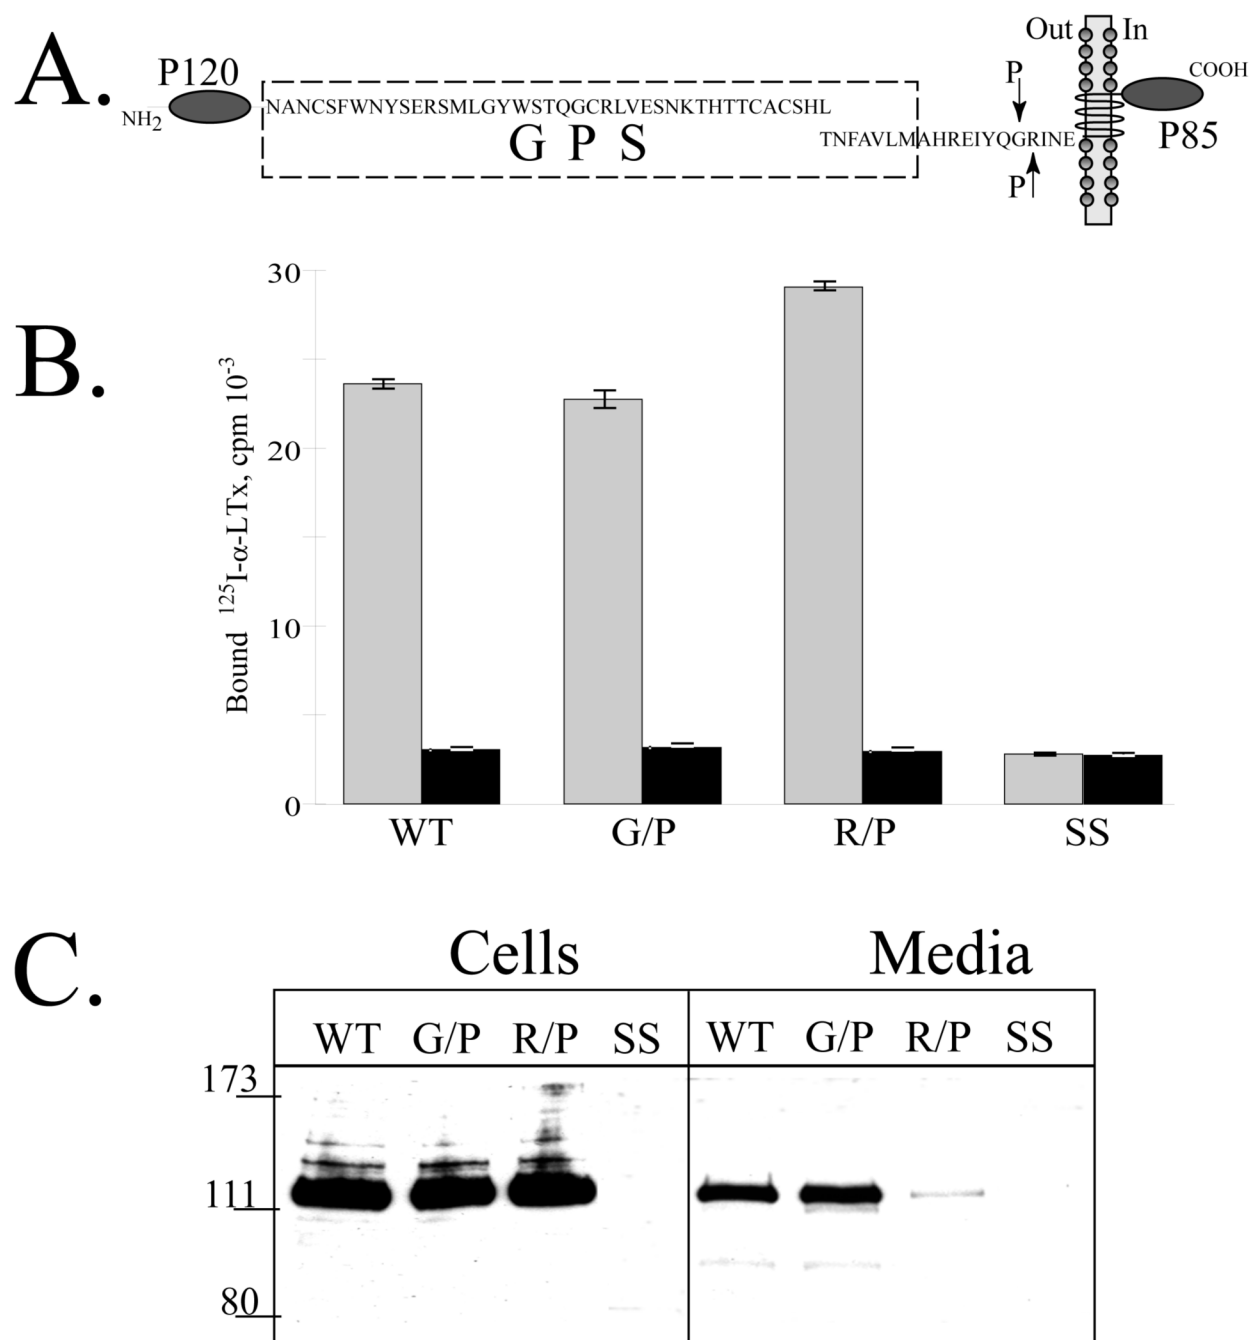 A.
P120
NH2
NANCSFWNYSERSMLGYWSTQGCRLVESNKTHTTCACSHL
G P S
TNFAVLMAHREIYQGRINE
P
P
Out
In
COOH
P85
B.
Bound 125I-α-LTx, cpm 10-3
30
20
10
0
WT
G/P
R/P
SS
C.
Cells
Media
WT G/P R/P SS
WT G/P R/P SS
173
111
80